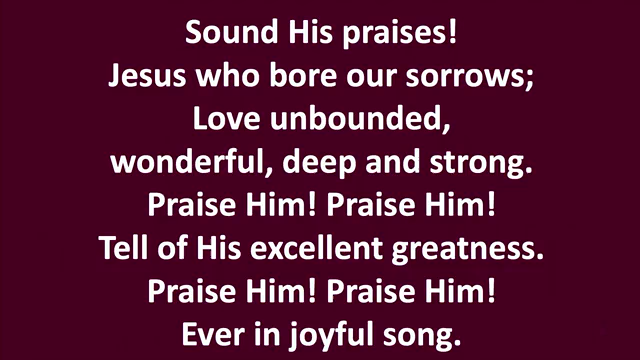 Sound His praises!
Jesus who bore our sorrows;
Love unbounded,
wonderful, deep and strong.
Praise Him! Praise Him!
Tell of His excellent greatness.
Praise Him! Praise Him!
Ever in joyful song.